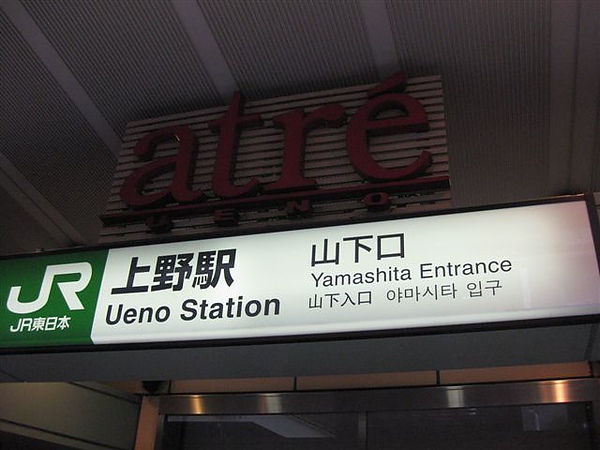 atré
UENO
JR
JR東日本
上野駅
Ueno Station
山下口
Yamashita Entrance
山下入口 야마시타 입구